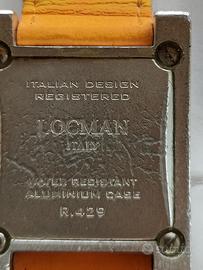 ITALIAN DESIGN
REGISTERED
LOCMAN
ITALY
WATER RESISTANT
ALUMINIUM CASE
R.429